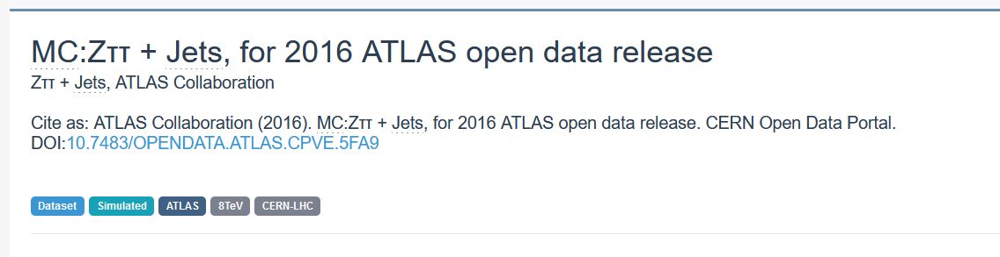 MC:Zττ + Jets, for 2016 ATLAS open data release
Zττ + Jets, ATLAS Collaboration
Cite as: ATLAS Collaboration (2016). MC:Zττ + Jets, for 2016 ATLAS open data release. CERN Open Data Portal.
DOI:10.7483/OPENDATA.ATLAS.CPVE.5FA9
Dataset Simulated ATLAS 8TeV CERN-LHC